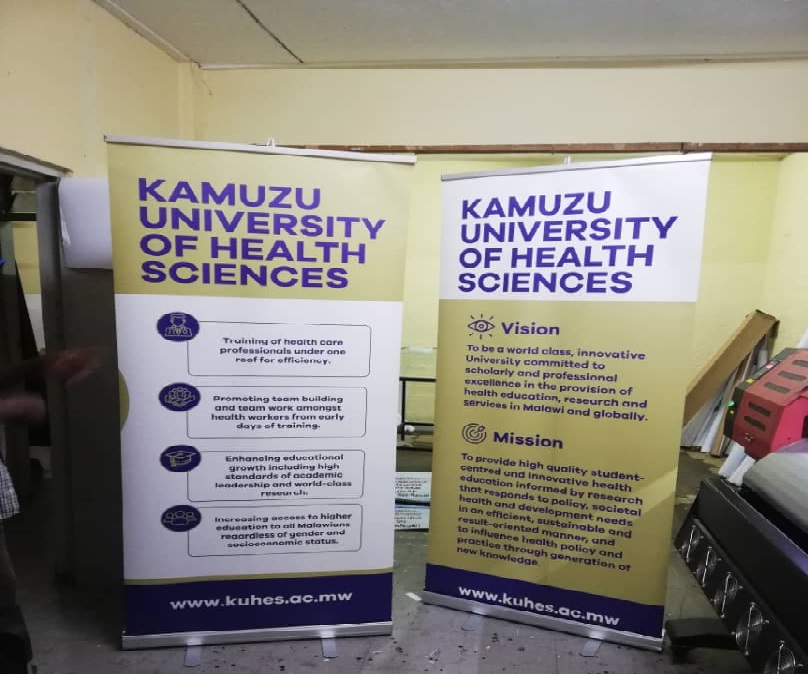 KAMUZU
UNIVERSITY
OF HEALTH
SCIENCES
Training of health care
professionals under one
roof for efficiency.
Promoting team building
and team work amongst
health workers from early
days of training.
Enhancing educational
growth including high
standards of academic
leadership and world-class
research.
Increasing access to higher
education to all Malawians
regardless of gender and
socioeconomic status.
www.kuhes.ac.mw
KAMUZU
UNIVERSITY
OF HEALTH
SCIENCES
Vision
To be a world class, innovative
University committed to
scholarly and professional
excellence in the provision of
health education, research and
services in Malawi and globally.
Mission
To provide high quality student-
centred und innovative health
education informed by research
that responds to policy, societal
health and development needs
in an efficient, sustainable and
result-oriented manner, and
to influence health policy and
practice through generation of
new knowledge
www.kuhes.ac.mw